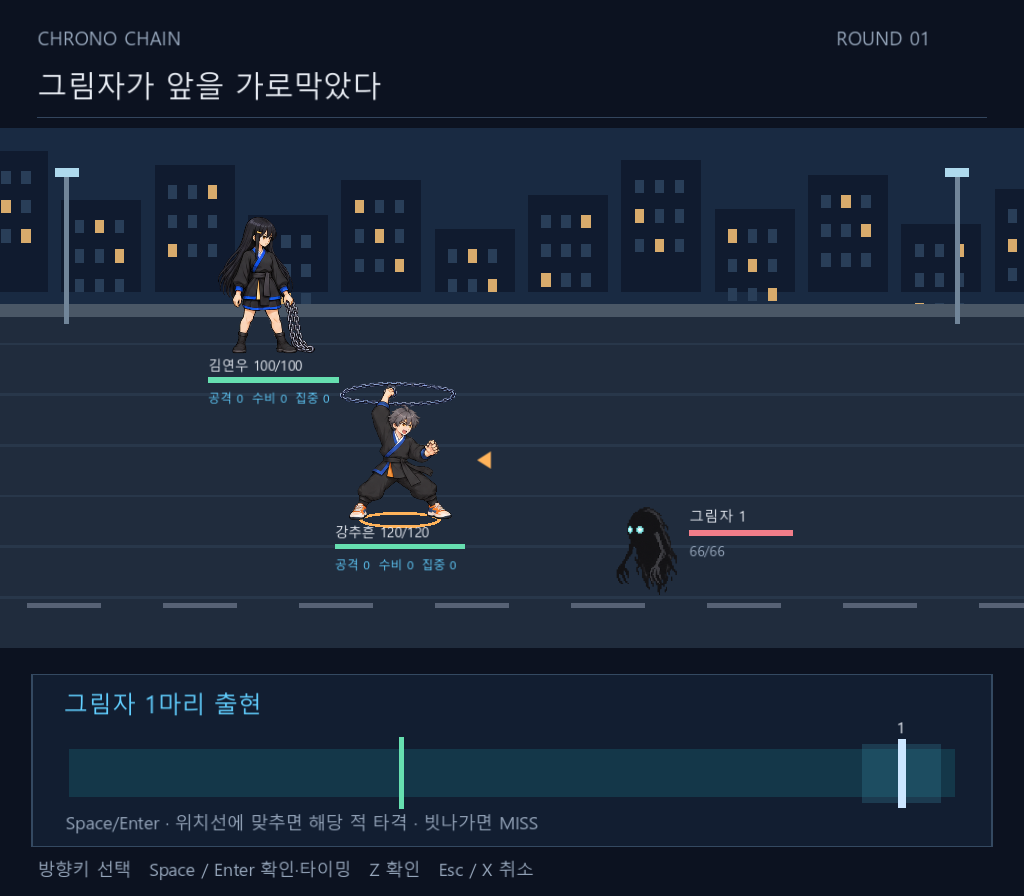 CHRONO CHAIN
ROUND 01
그림자가 앞을 가로막았다
김연우 100/100
공격 0 수비 0 집중 0
강추흔 120/120
공격 0 수비 0 집중 0
그림자 1
66/66
그림자 1마리 출현
1
Space/Enter · 위치선에 맞추면 해당 적 타격 · 빗나가면 MISS
방향키 선택 Space / Enter 확인·타이밍 Z 확인 Esc / X 취소